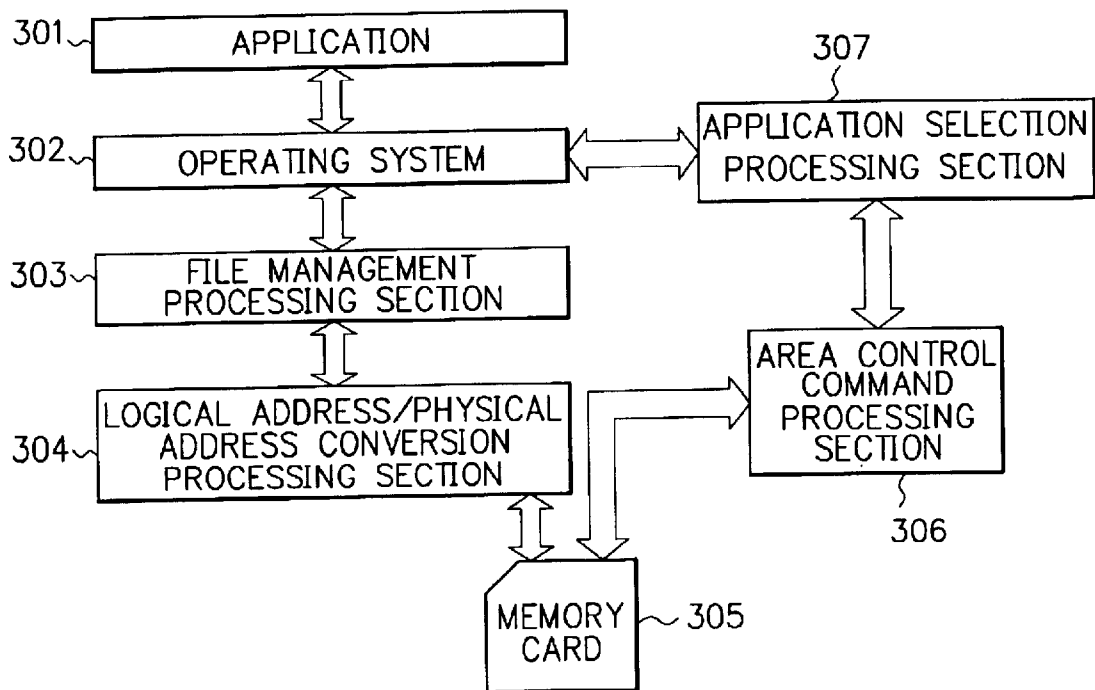 301
APPLICATION
307
302
OPERATING SYSTEM
APPLICATION SELECTION
PROCESSING SECTION
303
FILE MANAGEMENT
PROCESSING SECTION
304
LOGICAL ADDRESS/PHYSICAL
ADDRESS CONVERSION
PROCESSING SECTION
AREA CONTROL
COMMAND
PROCESSING
SECTION
306
MEMORY
CARD
305